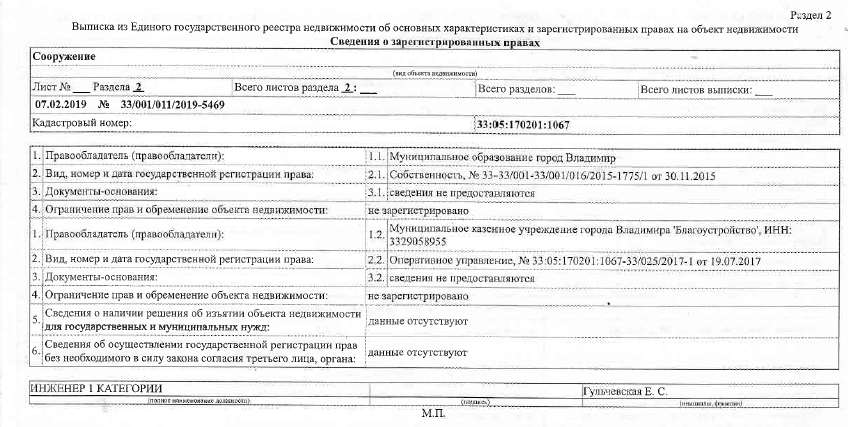 Раздел 2
Выписка из Единого государственного реестра недвижимости об основных характеристиках и зарегистрированных правах на объект недвижимости
Сведения о зарегистрированных правах
Сооружение
(вид объекта недвижимости)
Лист № ___ Раздела 2 Всего листов раздела 2 : ___ Всего разделов: ___ Всего листов выписки: ___
07.02.2019 № 33/001/011/2019-5469
Кадастровый номер: 33:05:170201:1067
1. Правообладатель (правообладатели): 1.1. Муниципальное образование город Владимир
2. Вид, номер и дата государственной регистрации права: 2.1. Собственность, № 33-33/001-33/001/016/2015-1775/1 от 30.11.2015
3. Документы-основания: 3.1. сведения не предоставляются
4. Ограничение прав и обременение объекта недвижимости: не зарегистрировано
1. Правообладатель (правообладатели): 1.2. Муниципальное казенное учреждение города Владимира 'Благоустройство', ИНН:
3329058955
2. Вид, номер и дата государственной регистрации права: 2.2. Оперативное управление, № 33:05:170201:1067-33/025/2017-1 от 19.07.2017
3. Документы-основания: 3.2. сведения не предоставляются
4. Ограничение прав и обременение объекта недвижимости: не зарегистрировано
5. Сведения о наличии решения об изъятии объекта недвижимости
для государственных и муниципальных нужд: данные отсутствуют
6. Сведения об осуществлении государственной регистрации прав
без необходимого в силу закона согласия третьего лица, органа: данные отсутствуют
ИНЖЕНЕР 1 КАТЕГОРИИ Гульчевская Е. С.
(полное наименование должности) (подпись) (инициалы, фамилия)
М.П.